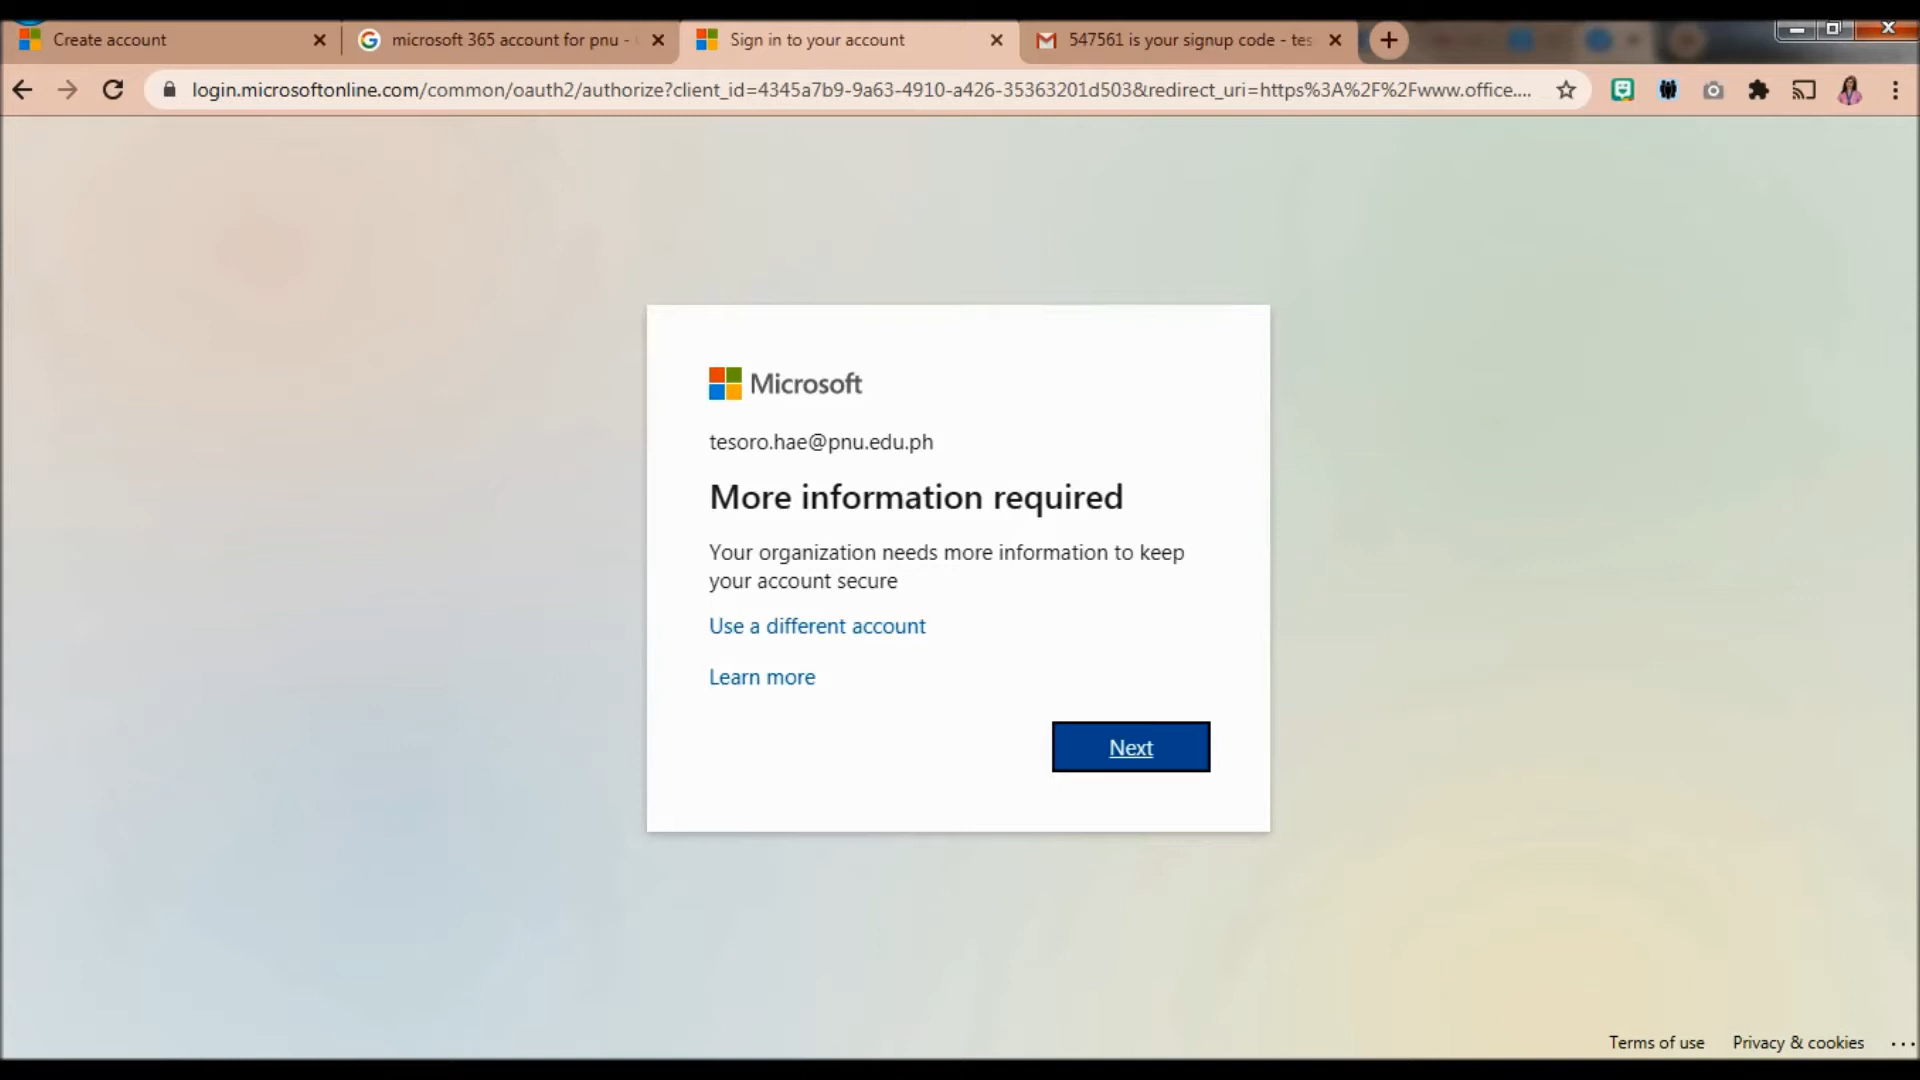 Create account
microsoft 365 account for pnu -
Sign in to your account
547561 is your signup code - tes
login.microsoftonline.com/common/oauth2/authorize?client_id=4345a7b9-9a63-4910-a426-35363201d503&redirect_uri=https%3A%2F%2Fwww.office....
Microsoft
tesoro.hae@pnu.edu.ph
More information required
Your organization needs more information to keep
your account secure
Use a different account
Learn more
Next
Terms of use
Privacy & cookies
...